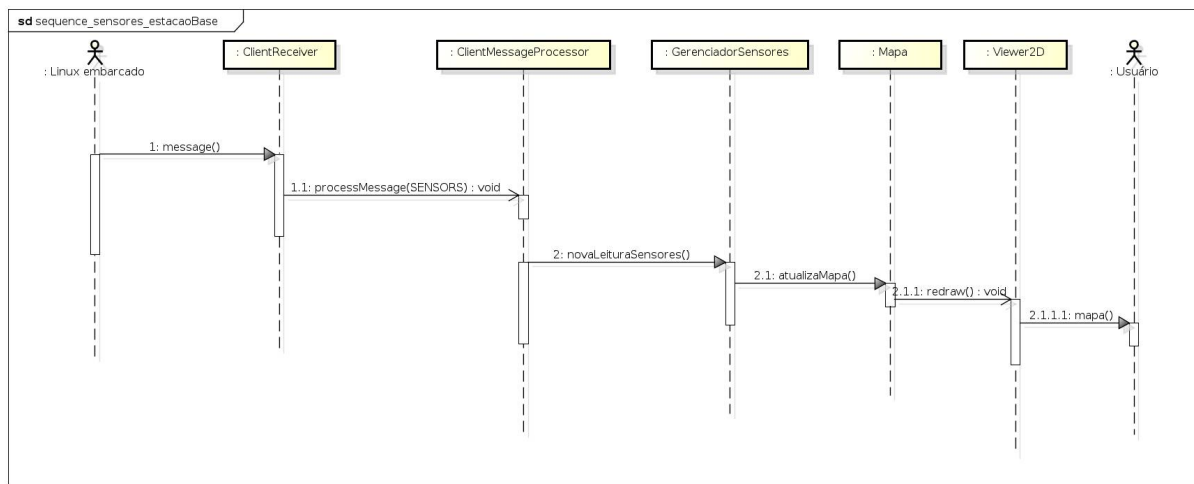 sd sequence_sensores_estacaoBase
: Linux embarcado
: ClientReceiver
: ClientMessageProcessor
: GerenciadorSensores
: Mapa
: Viewer2D
: Usuário
1: message()
1.1: processMessage(SENSORS) : void
2: novaLeituraSensores()
2.1: atualizaMapa()
2.1.1: redraw() : void
2.1.1.1: mapa()